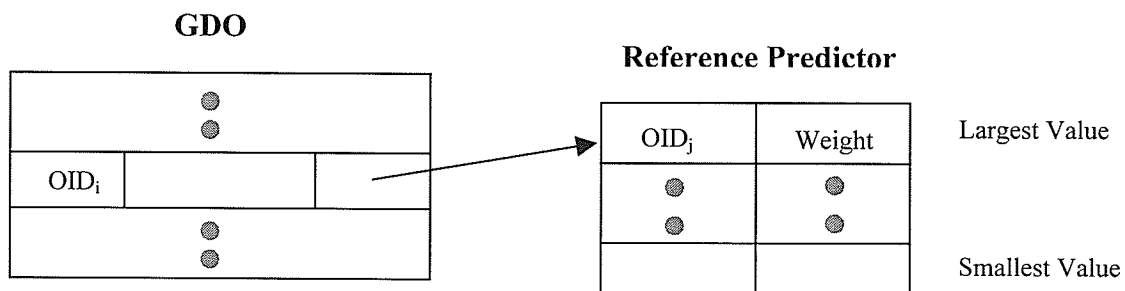 GDO
Reference Predictor
OIDⱼ Weight Largest Value
OIDᵢ
Smallest Value